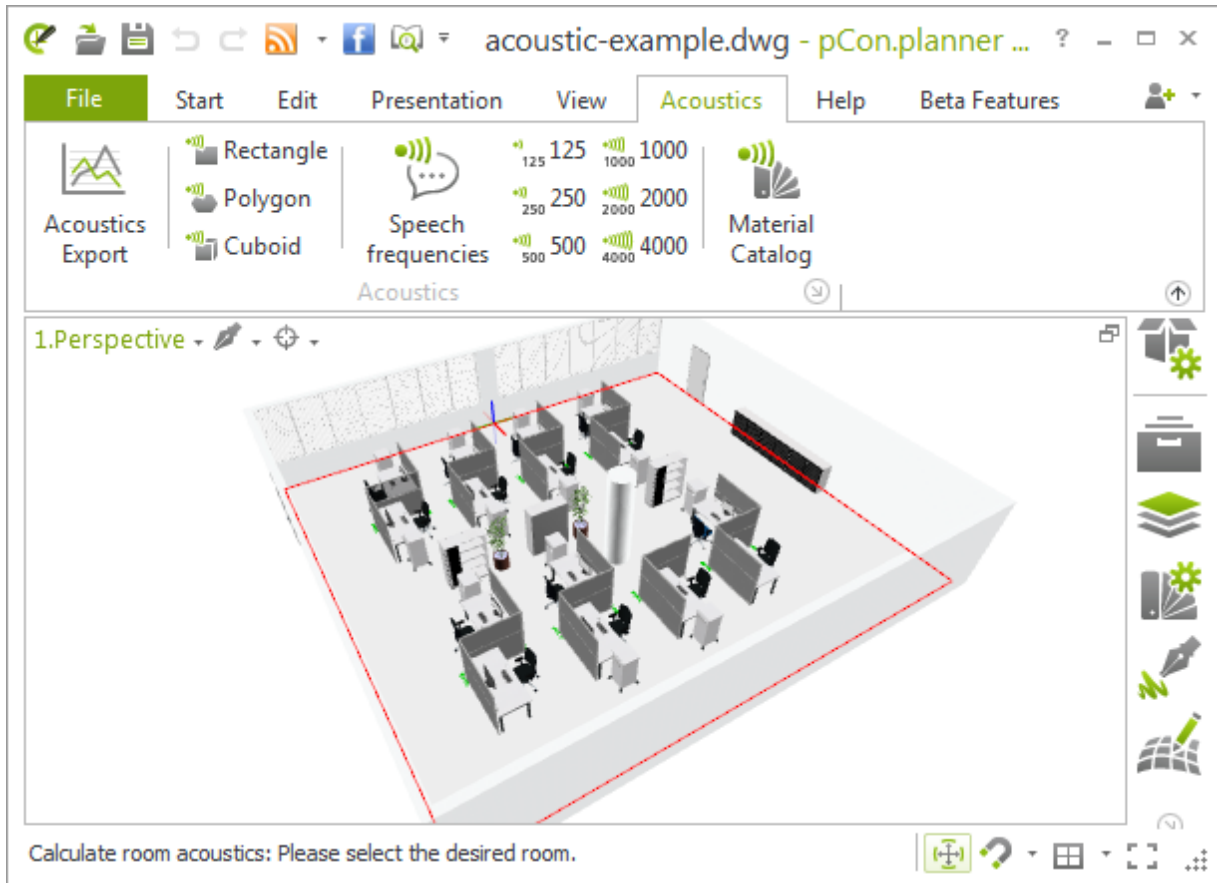 acoustic-example.dwg - pCon.planner ... ?
File Start Edit Presentation View Acoustics Help Beta Features
Acoustics Export
Rectangle
Polygon
Cuboid
Speech frequencies
125 125 1000 1000
250 250 2000 2000
500 500 4000 4000
Material Catalog
Acoustics
1.Perspective
Calculate room acoustics: Please select the desired room.